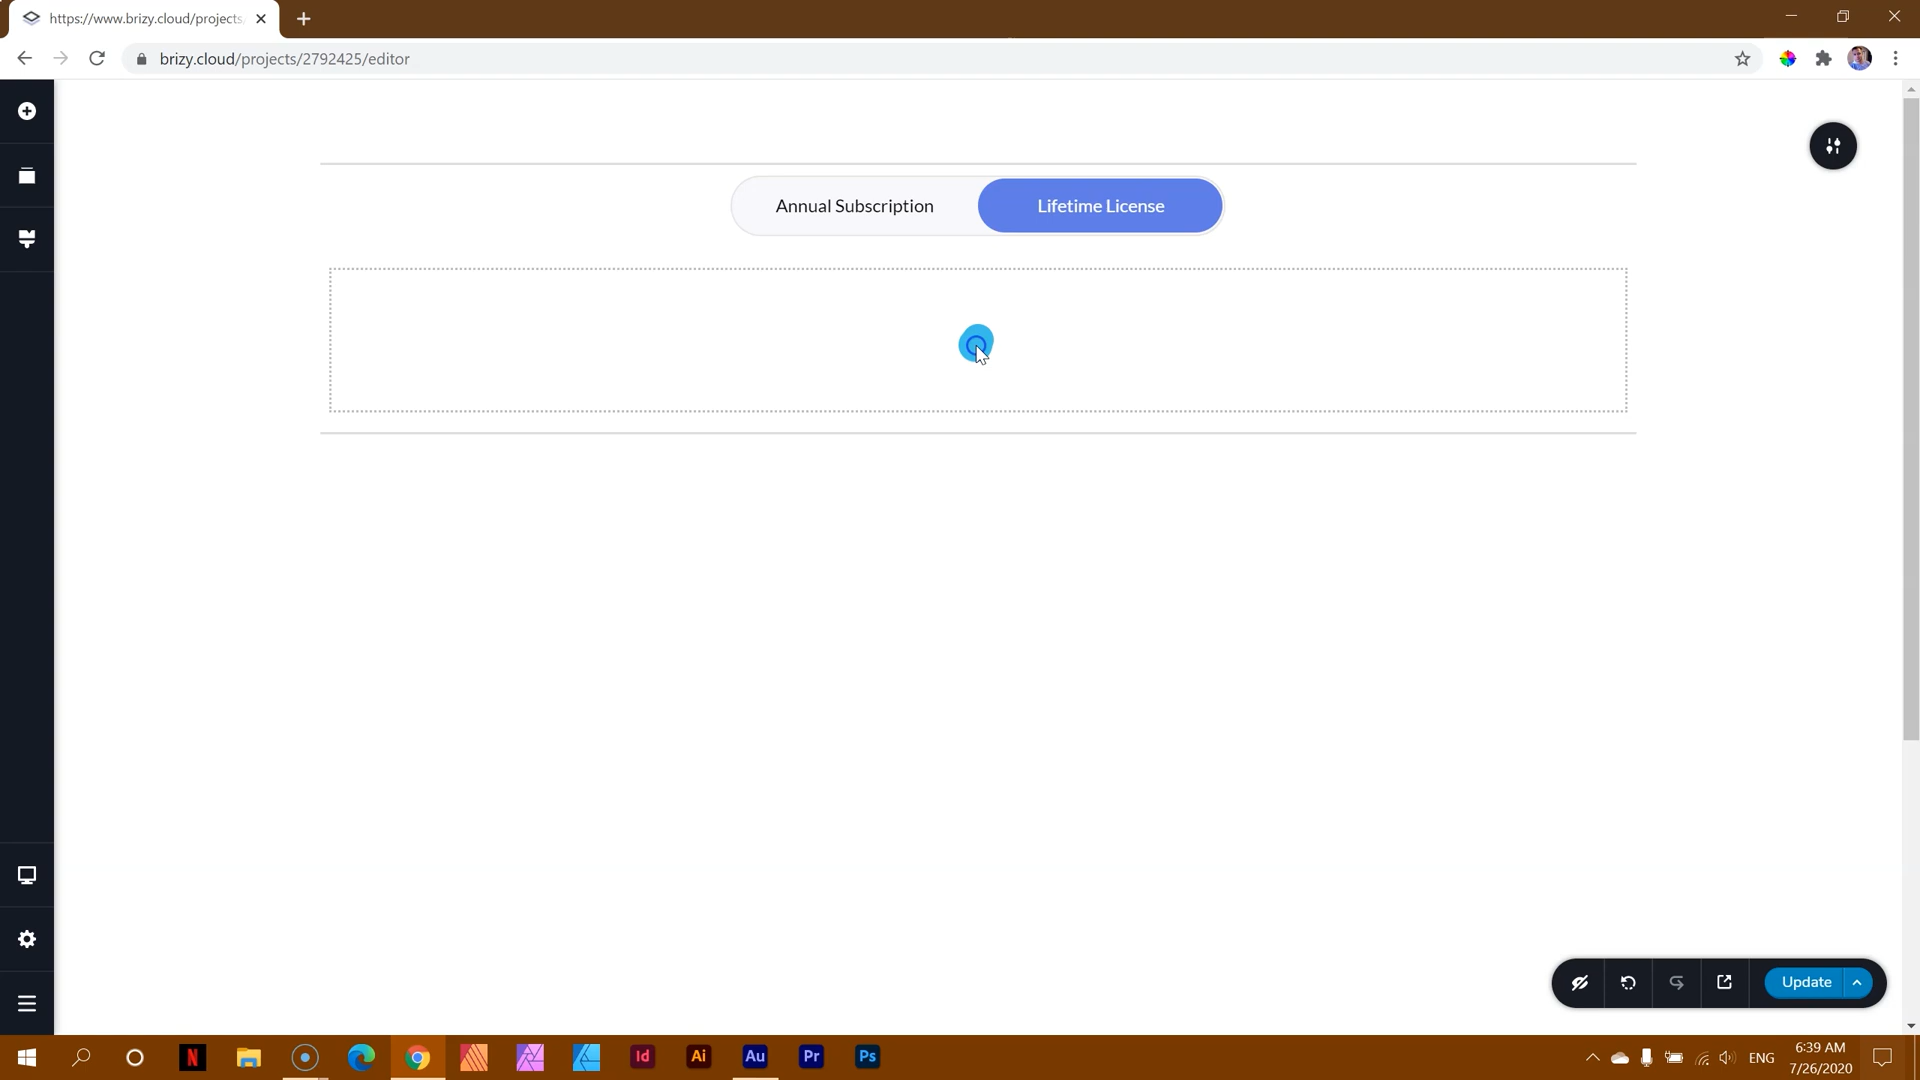 https://www.brizy.cloud/projects
brizy.cloud/projects/2792425/editor
Annual Subscription
Lifetime License
Update
N
Id
Ai
Au
Pr
Ps
ENG
6:39 AM
7/26/2020